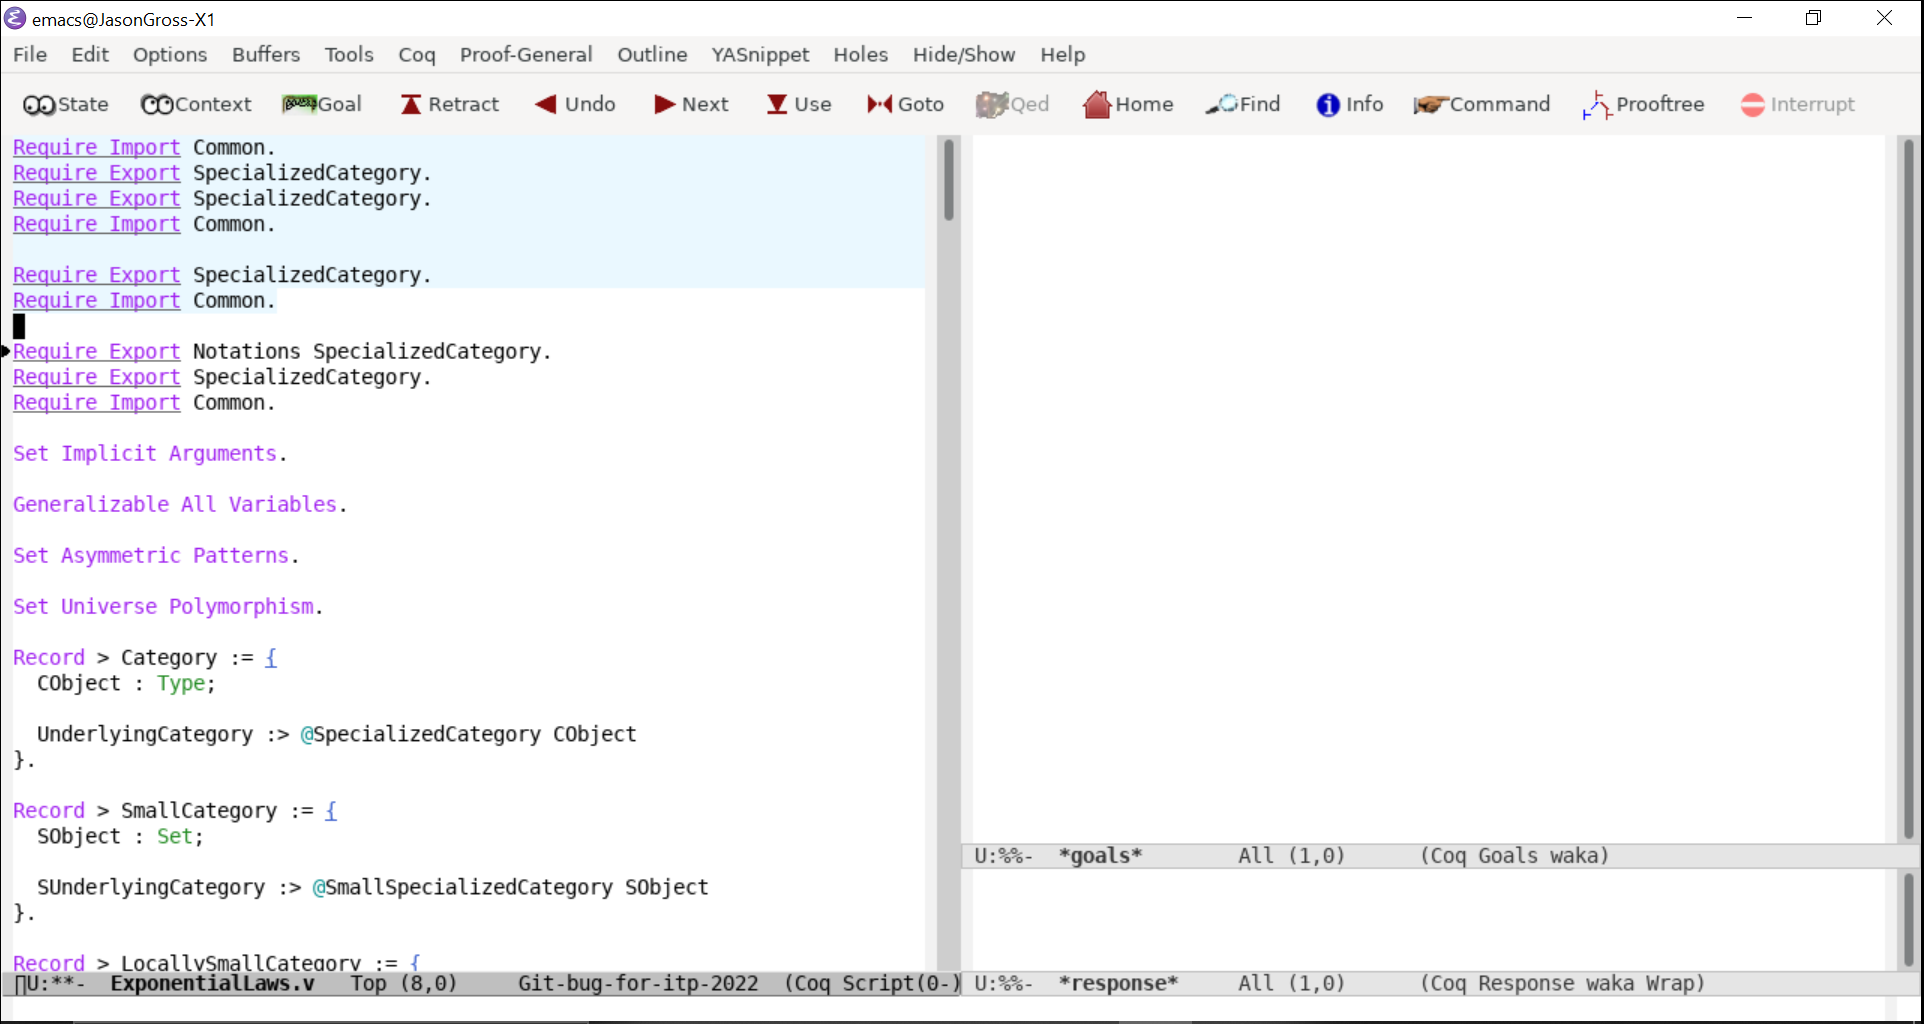 emacs@JasonGross-X1
File Edit Options Buffers Tools Coq Proof-General Outline YASnippet Holes Hide/Show Help
State Context Goal Retract Undo Next Use Goto Qed Home Find Info Command Prooftree Interrupt
Require Import Common.
Require Export SpecializedCategory.
Require Export SpecializedCategory.
Require Import Common.
Require Export SpecializedCategory.
Require Import Common.
Require Export Notations SpecializedCategory.
Require Export SpecializedCategory.
Require Import Common.
Set Implicit Arguments.
Generalizable All Variables.
Set Asymmetric Patterns.
Set Universe Polymorphism.
Record > Category := {
CObject : Type;
UnderlyingCategory :> @SpecializedCategory CObject
}.
Record > SmallCategory := {
SObject : Set;
SUnderlyingCategory :> @SmallSpecializedCategory SObject
}.
Record > LocallySmallCategory := {
U:**- ExponentialLaws.v Top (8,0) Git-bug-for-itp-2022 (Coq Script(0-)
U:%%- *goals* All (1,0) (Coq Goals waka)
U:%%- *response* All (1,0) (Coq Response waka Wrap)